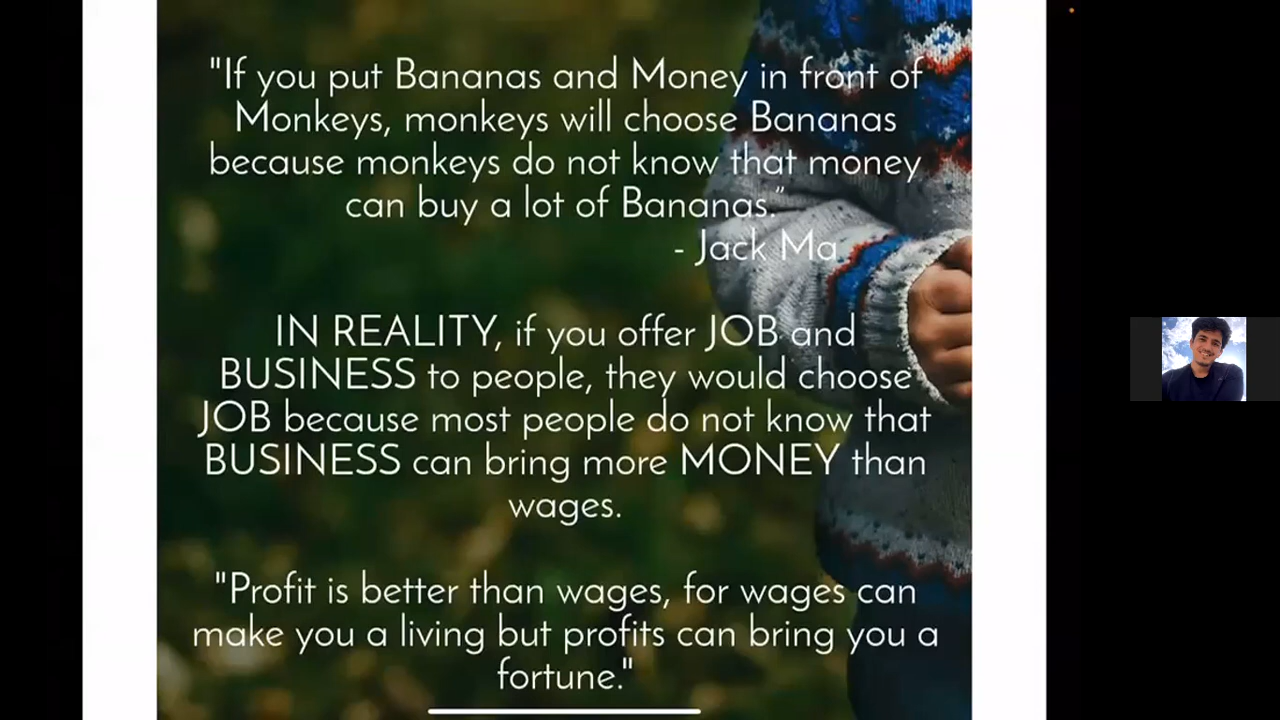 "If you put Bananas and Money in front of
Monkeys, monkeys will choose Bananas
because monkeys do not know that money
can buy a lot of Bananas.”
- Jack Ma
IN REALITY, if you offer JOB and
BUSINESS to people, they would choose
JOB because most people do not know that
BUSINESS can bring more MONEY than
wages.
"Profit is better than wages, for wages can
make you a living but profits can bring you a
fortune."